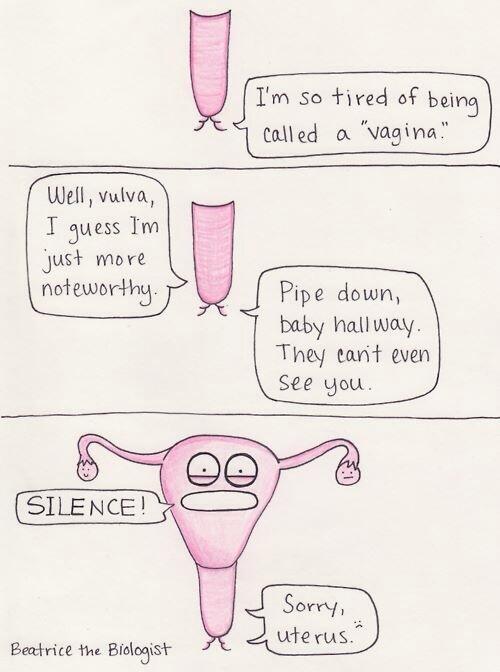 I'm so tired of being
called a "vagina."
Well, vulva,
I guess I'm
just more
noteworthy.
Pipe down,
baby hallway.
They can't even
see you.
SILENCE!
Sorry,
uterus.
Beatrice the Biologist